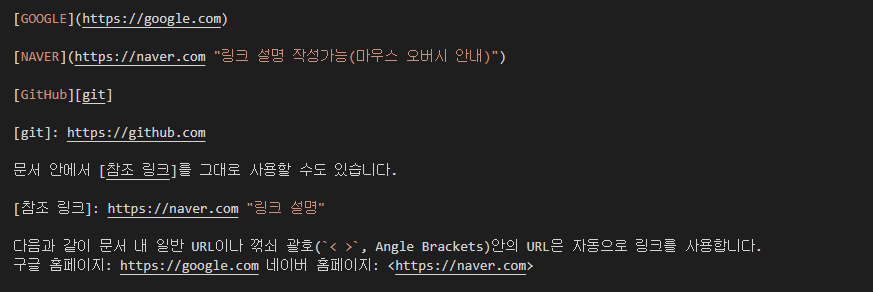 [GOOGLE](https://google.com)
[NAVER](https://naver.com "링크 설명 작성가능(마우스 오버시 안내)")
[GitHub][git]
[git]: https://github.com
문서 안에서 [참조 링크]를 그대로 사용할 수도 있습니다.
[참조 링크]: https://naver.com "링크 설명"
다음과 같이 문서 내 일반 URL이나 꺾쇠 괄호(`< >`, Angle Brackets)안의 URL은 자동으로 링크를 사용합니다.
구글 홈페이지: https://google.com 네이버 홈페이지: <https://naver.com>